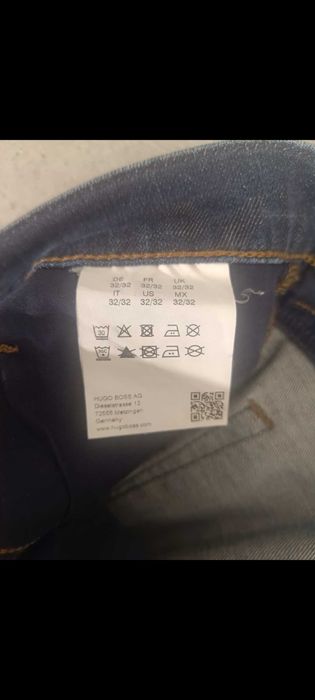 DE FR UK
32/32 32/32 32/32
IT US MX
32/32 32/32 32/32
30
HUGO BOSS AG
Dieselstrasse 12
72555 Metzingen
Germany
www.hugoboss.com